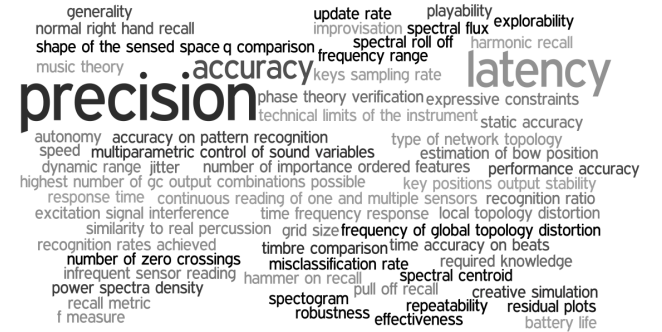 generality update rate playability
normal right hand recall improvisation spectral flux explorability
shape of the sensed space q comparison spectral roll off harmonic recall
frequency range
music theory accuracy keys sampling rate latency
precision phase theory verification expressive constraints
technical limits of the instrument static accuracy
autonomy accuracy on pattern recognition type of network topology
speed multiparametric control of sound variables estimation of bow position
dynamic range jitter number of importance ordered features performance accuracy
highest number of gc output combinations possible key positions output stability
response time continuous reading of one and multiple sensors recognition ratio
excitation signal interference time frequency response local topology distortion
similarity to real percussion grid size frequency of global topology distortion
recognition rates achieved timbre comparison time accuracy on beats
number of zero crossings misclassification rate required knowledge
infrequent sensor reading hammer on recall spectral centroid
power spectra density pull off recall creative simulation
recall metric spectogram repeatability residual plots
f measure robustness effectiveness battery life